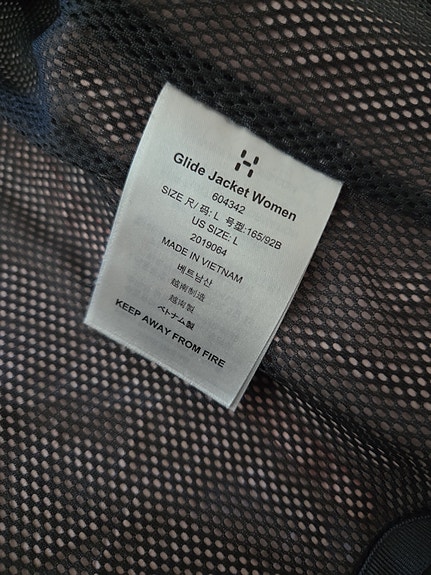 Glide Jacket Women
604342
SIZE 尺/ 码: L 号型:165/92B
US SIZE: L
2019064
MADE IN VIETNAM
베트남산
越南制造
越南製
ベトナム製
KEEP AWAY FROM FIRE